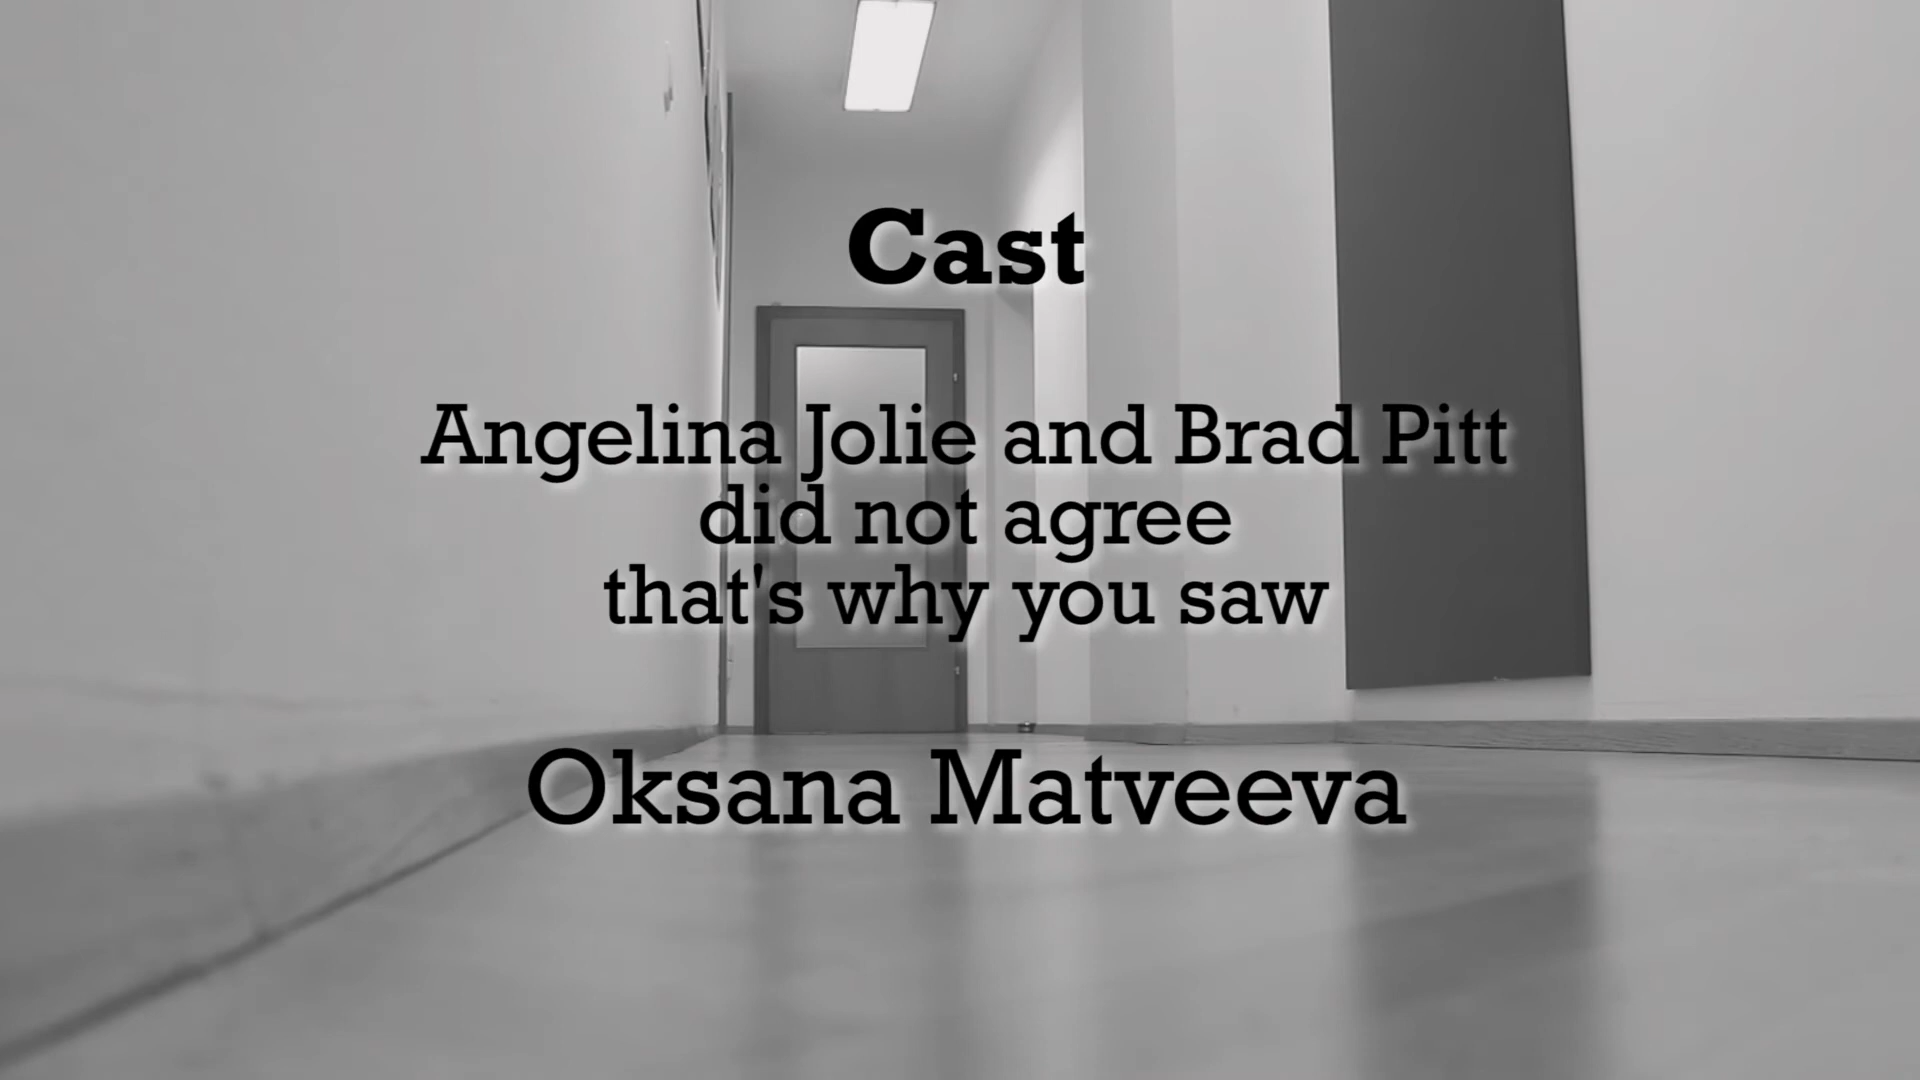 Cast
Angelina Jolie and Brad Pitt
did not agree
that's why you saw
Oksana Matveeva